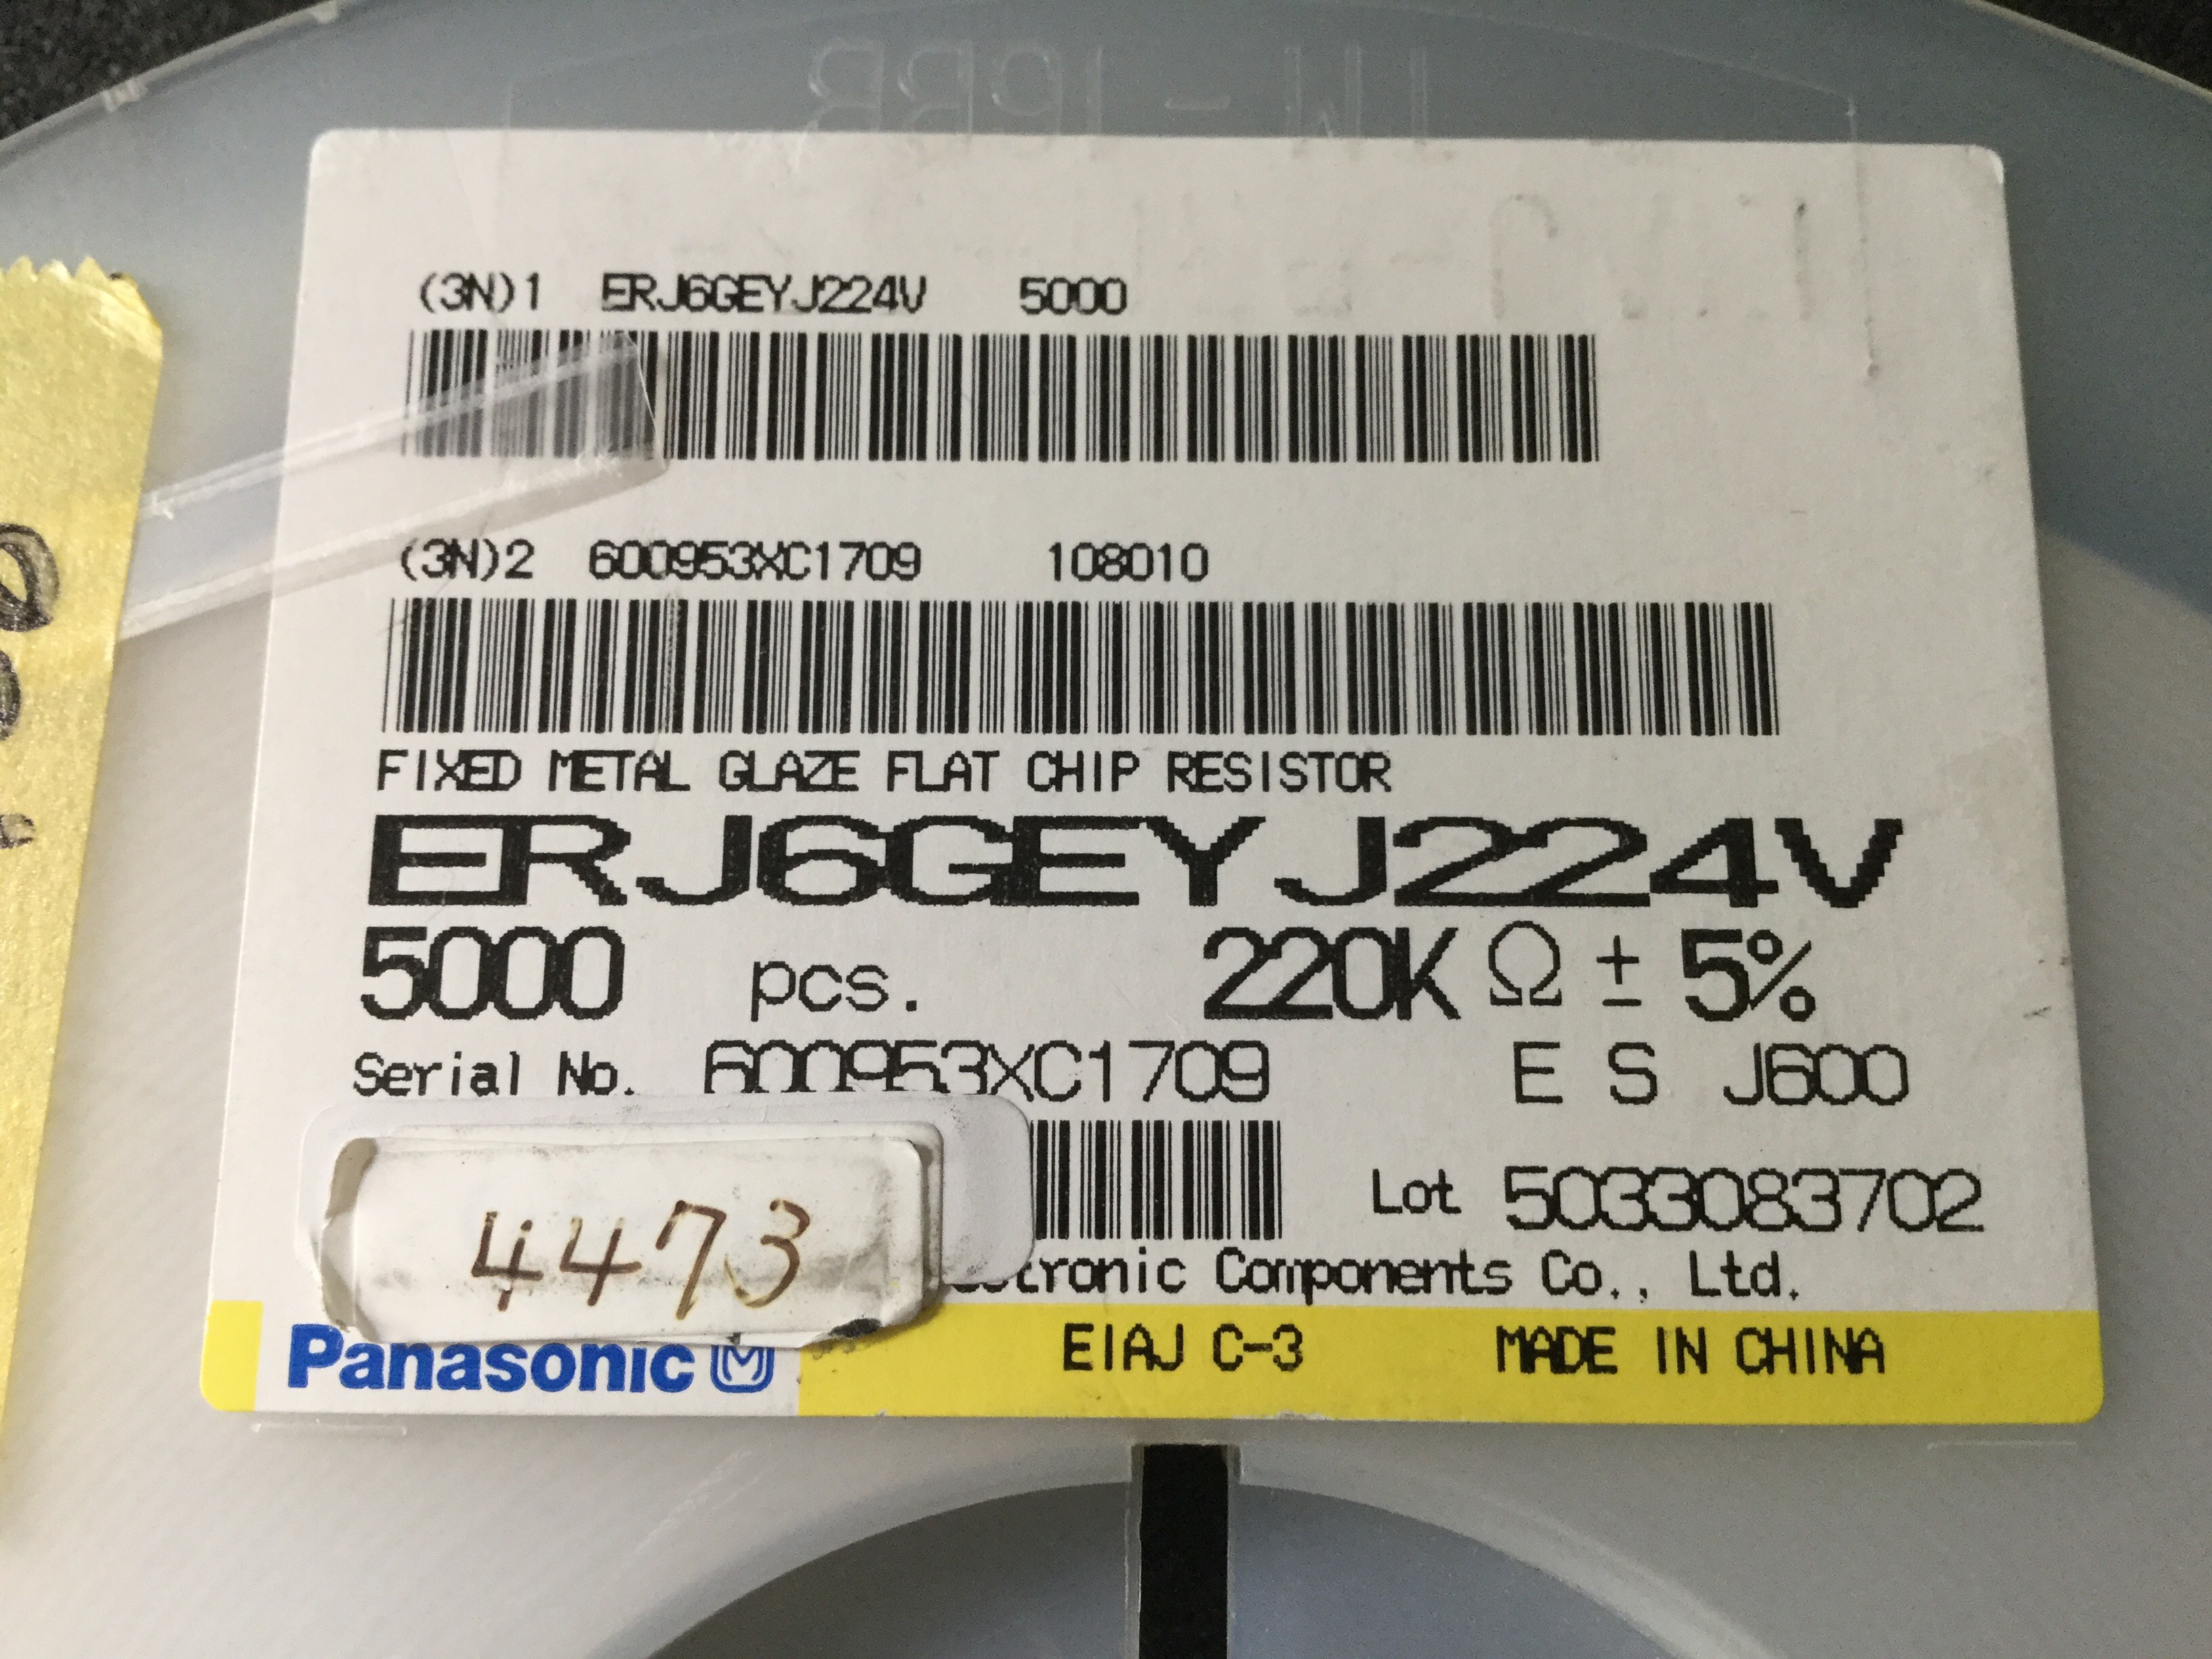 (3N)1 ERJ6GEYJ224V 5000
(3N)2 600953XC1709 108010
FIXED METAL GLAZE FLAT CHIP RESISTOR
ERJ6GEYJ224V
5000 pcs. 220KΩ ± 5%
Serial No. 600953XC1709 E S J600
Lot 5033083702
4473
Components Co., Ltd.
Panasonic EIAJ C-3 MADE IN CHINA